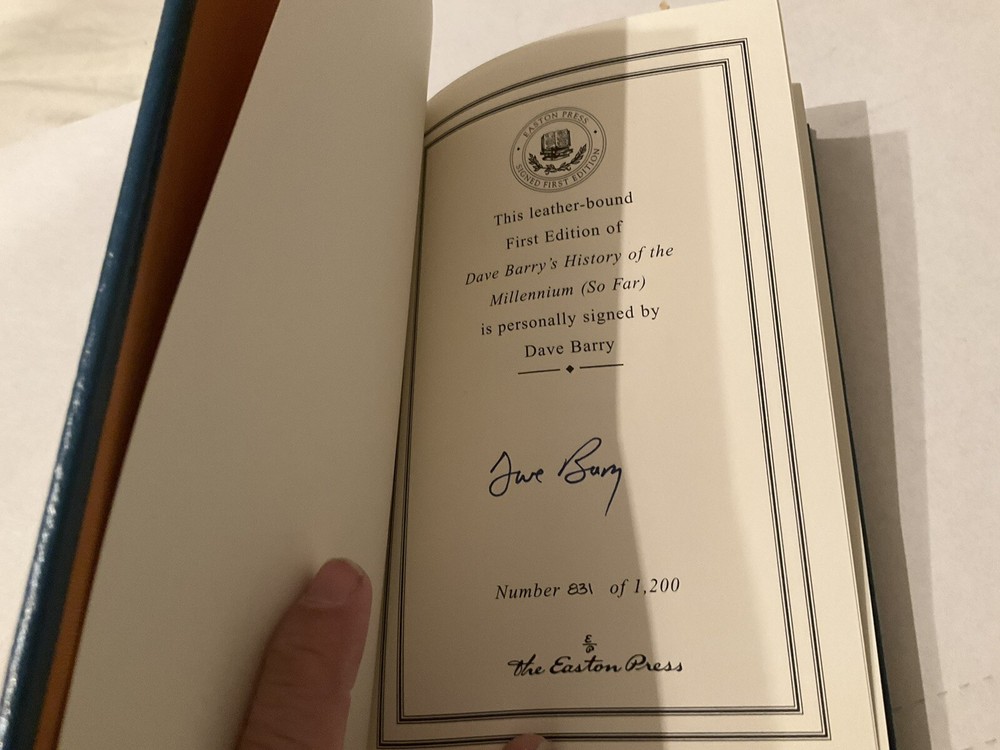 EASTON PRESS
SIGNED FIRST EDITION
This leather-bound
First Edition of
Dave Barry's History of the
Millennium (So Far)
is personally signed by
Dave Barry
Dave Barry
Number 831 of 1,200
E
P
The Easton Press